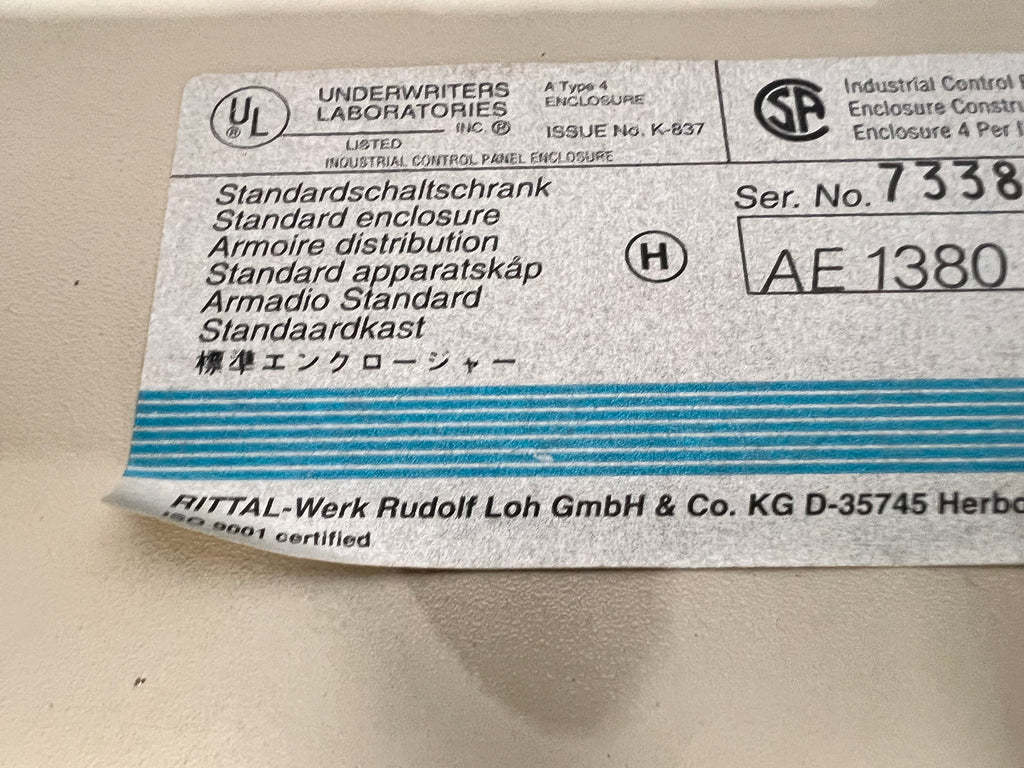 UL ®
UNDERWRITERS
LABORATORIES
INC. ®
LISTED
INDUSTRIAL CONTROL PANEL ENCLOSURE
A Type 4
ENCLOSURE
ISSUE No. K-837
SA
Industrial Control
Enclosure Constru
Enclosure 4 Per
Standardschaltschrank
Standard enclosure
Armoire distribution
Standard apparatskåp
Armadio Standard
Standaardkast
標準エンクロージャー
H
Ser. No. 7338
AE 1380
RITTAL-Werk Rudolf Loh GmbH & Co. KG D-35745 Herbo
ISO 9001 certified